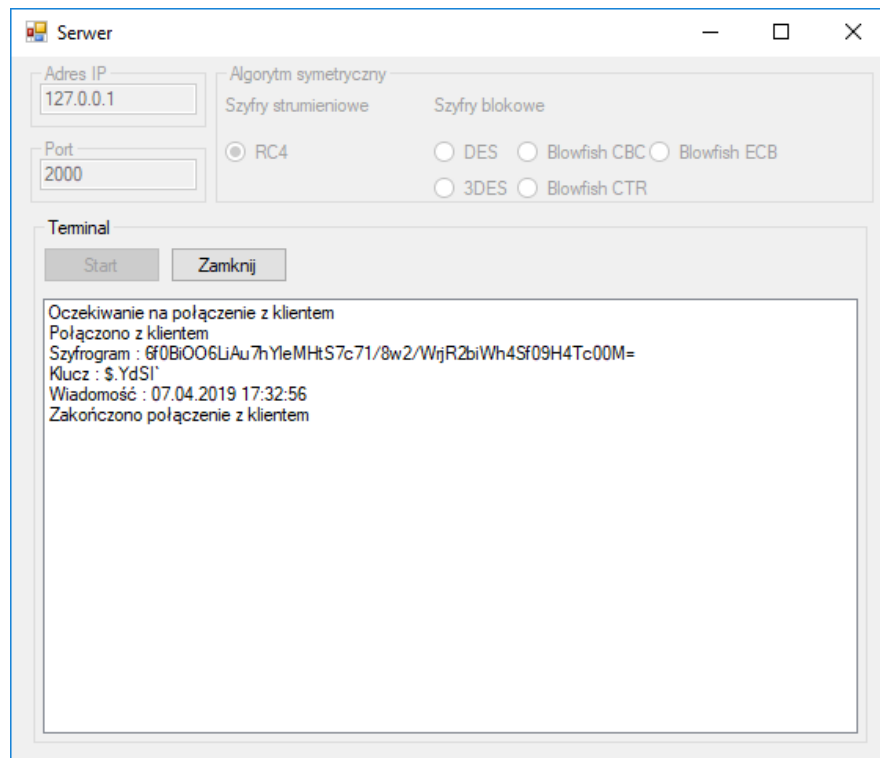 Serwer
Adres IP
127.0.0.1
Port
2000
Algorytm symetryczny
Szyfry strumieniowe Szyfry blokowe
RC4 DES Blowfish CBC Blowfish ECB
3DES Blowfish CTR
Terminal
Start Zamknij
Oczekiwanie na połączenie z klientem
Połączono z klientem
Szyfrogram : 6f0BiOO6LiAu7hYleMHtS7c71/8w2/WrjR2biWh4Sf09H4Tc00M=
Klucz : $.YdSI`
Wiadomość : 07.04.2019 17:32:56
Zakończono połączenie z klientem